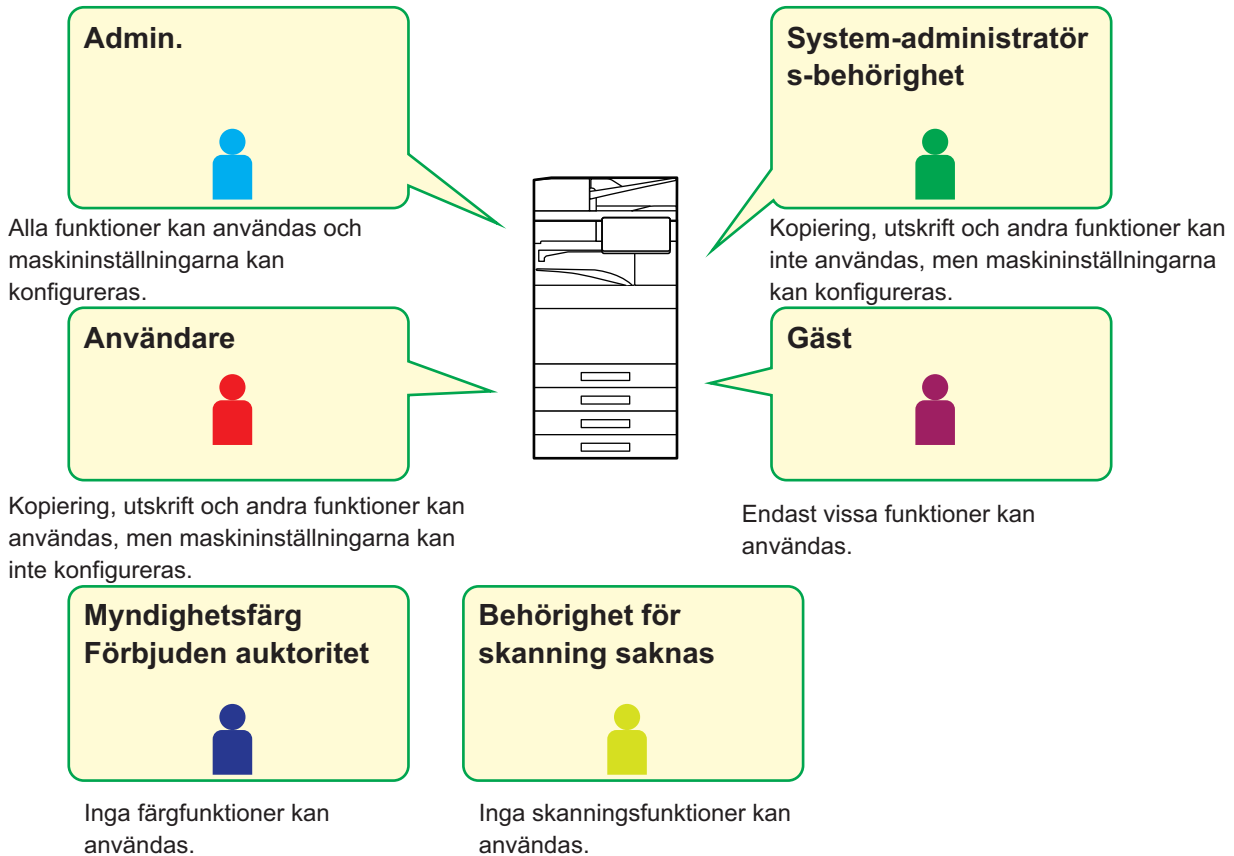 Admin.
Alla funktioner kan användas och
maskininställningarna kan
konfigureras.
System-administratör
s-behörighet
Kopiering, utskrift och andra funktioner kan
inte användas, men maskininställningarna
kan konfigureras.
Användare
Kopiering, utskrift och andra funktioner kan
användas, men maskininställningarna kan
inte konfigureras.
Gäst
Endast vissa funktioner kan
användas.
Myndighetsfärg
Förbjuden auktoritet
Inga färgfunktioner kan
användas.
Behörighet för
skanning saknas
Inga skanningsfunktioner kan
användas.